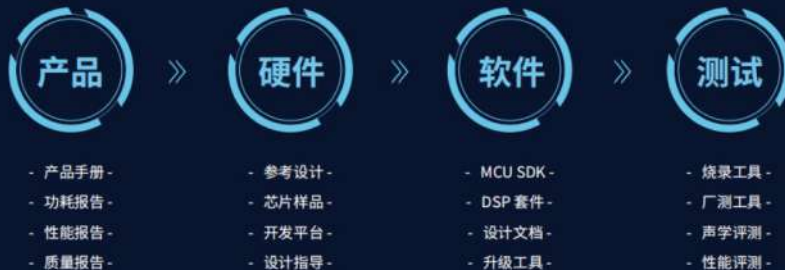 产品
硬件
软件
测试
- 产品手册 -
- 功耗报告 -
- 性能报告 -
- 质量报告 -
- 参考设计 -
- 芯片样品 -
- 开发平台 -
- 设计指导 -
- MCU SDK -
- DSP 套件 -
- 设计文档 -
- 升级工具 -
- 烧录工具 -
- 厂测工具 -
- 声学评测 -
- 性能评测 -